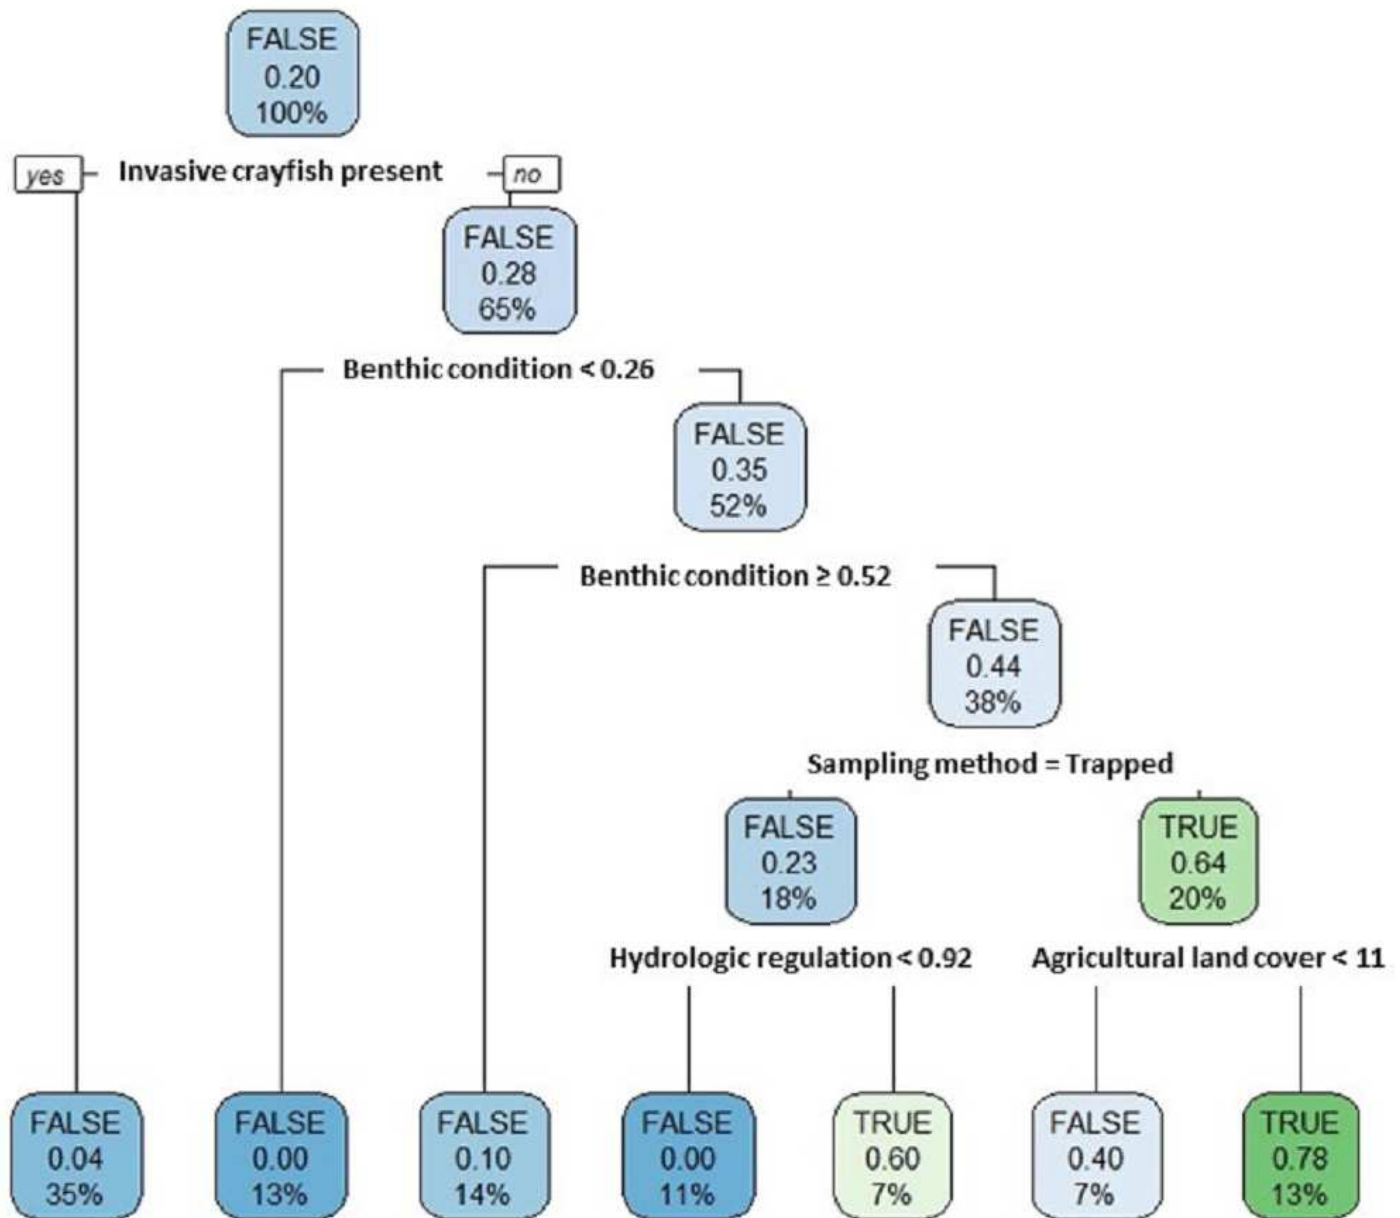 FALSE
0.20
100%
yes
Invasive crayfish present
no
FALSE
0.28
65%
Benthic condition < 0.26
FALSE
0.35
52%
Benthic condition ≥ 0.52
FALSE
0.44
38%
Sampling method = Trapped
FALSE
0.23
18%
TRUE
0.64
20%
Hydrologic regulation < 0.92
Agricultural land cover < 11
FALSE
0.04
35%
FALSE
0.00
13%
FALSE
0.10
14%
FALSE
0.00
11%
TRUE
0.60
7%
FALSE
0.40
7%
TRUE
0.78
13%